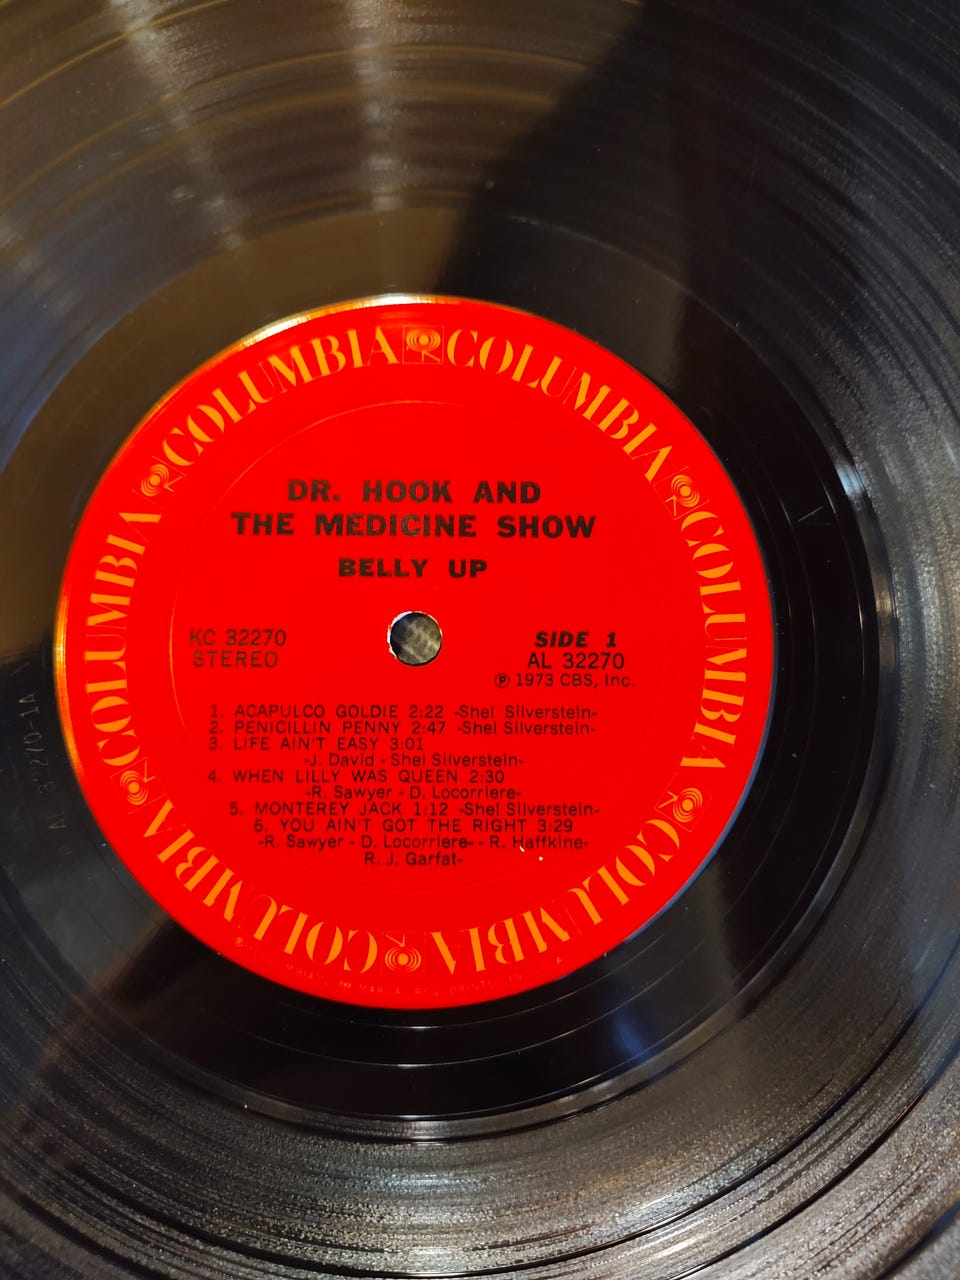 COLUMBIA COLUMBIA COLUMBIA COLUMBIA COLUMBIA COLUMBIA
DR. HOOK AND
THE MEDICINE SHOW
BELLY UP
KC 32270
STEREO
SIDE 1
AL 32270
Ⓟ 1973 CBS, Inc.
1. ACAPULCO GOLDIE 2:22 -Shel Silverstein-
2. PENICILLIN PENNY 2:47 -Shel Silverstein-
3. LIFE AIN'T EASY 3:01
-J. David - Shel Silverstein-
4. WHEN LILLY WAS QUEEN 2:30
-R. Sawyer - D. Locorriere-
5. MONTEREY JACK 1:12 -Shel Silverstein-
6. YOU AIN'T GOT THE RIGHT 3:29
-R. Sawyer - D. Locorriere- - R. Haffkine-
R. J. Garfat-